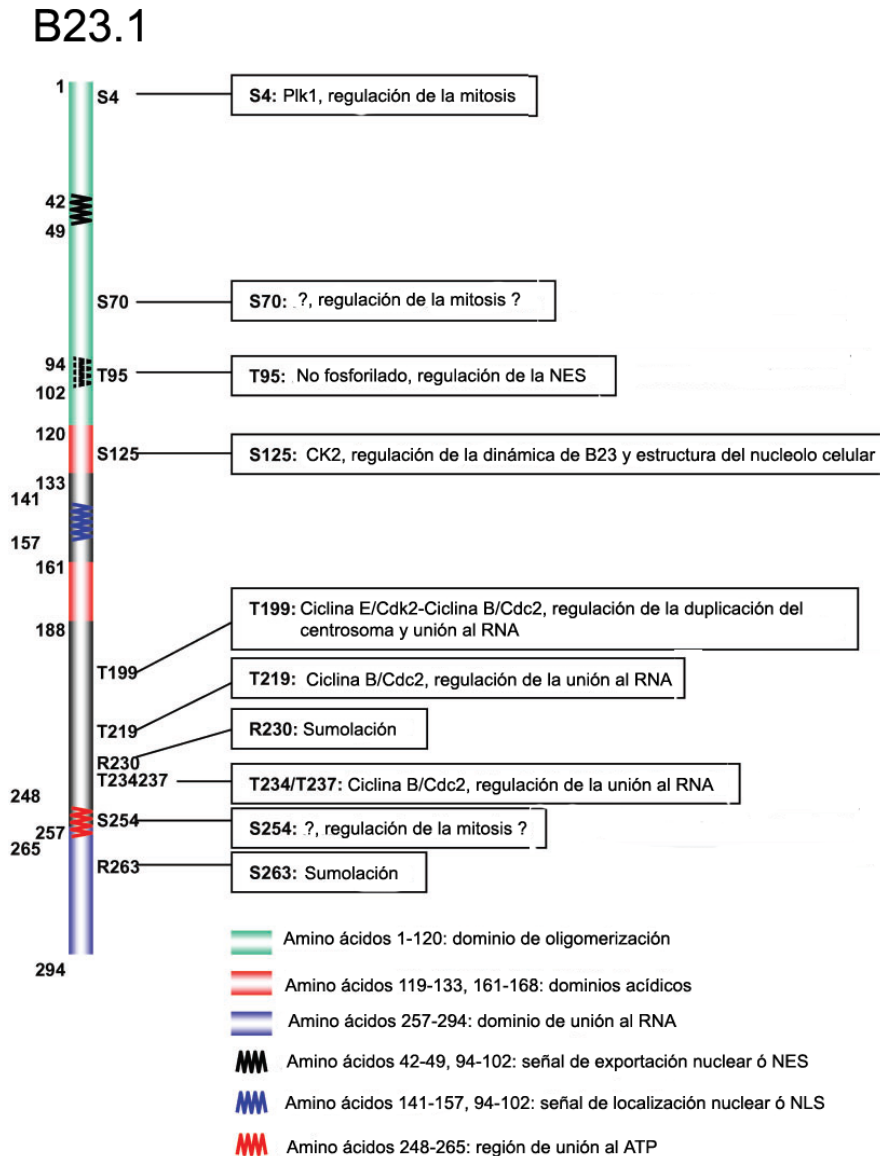 B23.1
1
S4
S4: Plk1, regulación de la mitosis
42
49
S70
S70: ?, regulación de la mitosis ?
94
T95
T95: No fosforilado, regulación de la NES
102
120
S125
S125: CK2, regulación de la dinámica de B23 y estructura del nucleolo celular
133
141
157
161
188
T199
T199: Ciclina E/Cdk2-Ciclina B/Cdc2, regulación de la duplicación del
centrosoma y unión al RNA
T219
T219: Ciclina B/Cdc2, regulación de la unión al RNA
R230
R230: Sumolación
T234237
T234/T237: Ciclina B/Cdc2, regulación de la unión al RNA
248
S254
S254: ?, regulación de la mitosis ?
257
265
R263
S263: Sumolación
294
Amino ácidos 1-120: dominio de oligomerización
Amino ácidos 119-133, 161-168: dominios acídicos
Amino ácidos 257-294: dominio de unión al RNA
Amino ácidos 42-49, 94-102: señal de exportación nuclear ó NES
Amino ácidos 141-157, 94-102: señal de localización nuclear ó NLS
Amino ácidos 248-265: región de unión al ATP